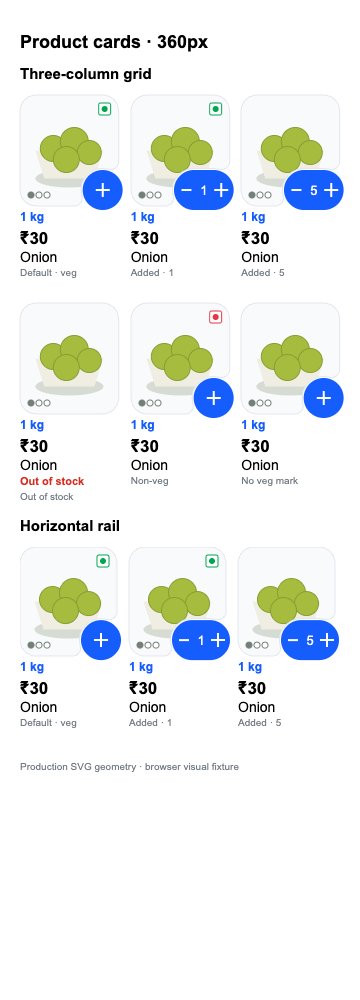 Product cards · 360px
Three-column grid
1
5
1 kg
1 kg
1 kg
₹30
₹30
₹30
Onion
Onion
Onion
Default · veg
Added · 1
Added · 5
1 kg
1 kg
1 kg
₹30
₹30
₹30
Onion
Onion
Onion
Out of stock
Non-veg
No veg mark
Out of stock
Horizontal rail
1
5
1 kg
1 kg
1 kg
₹30
₹30
₹30
Onion
Onion
Onion
Default · veg
Added · 1
Added · 5
Production SVG geometry · browser visual fixture